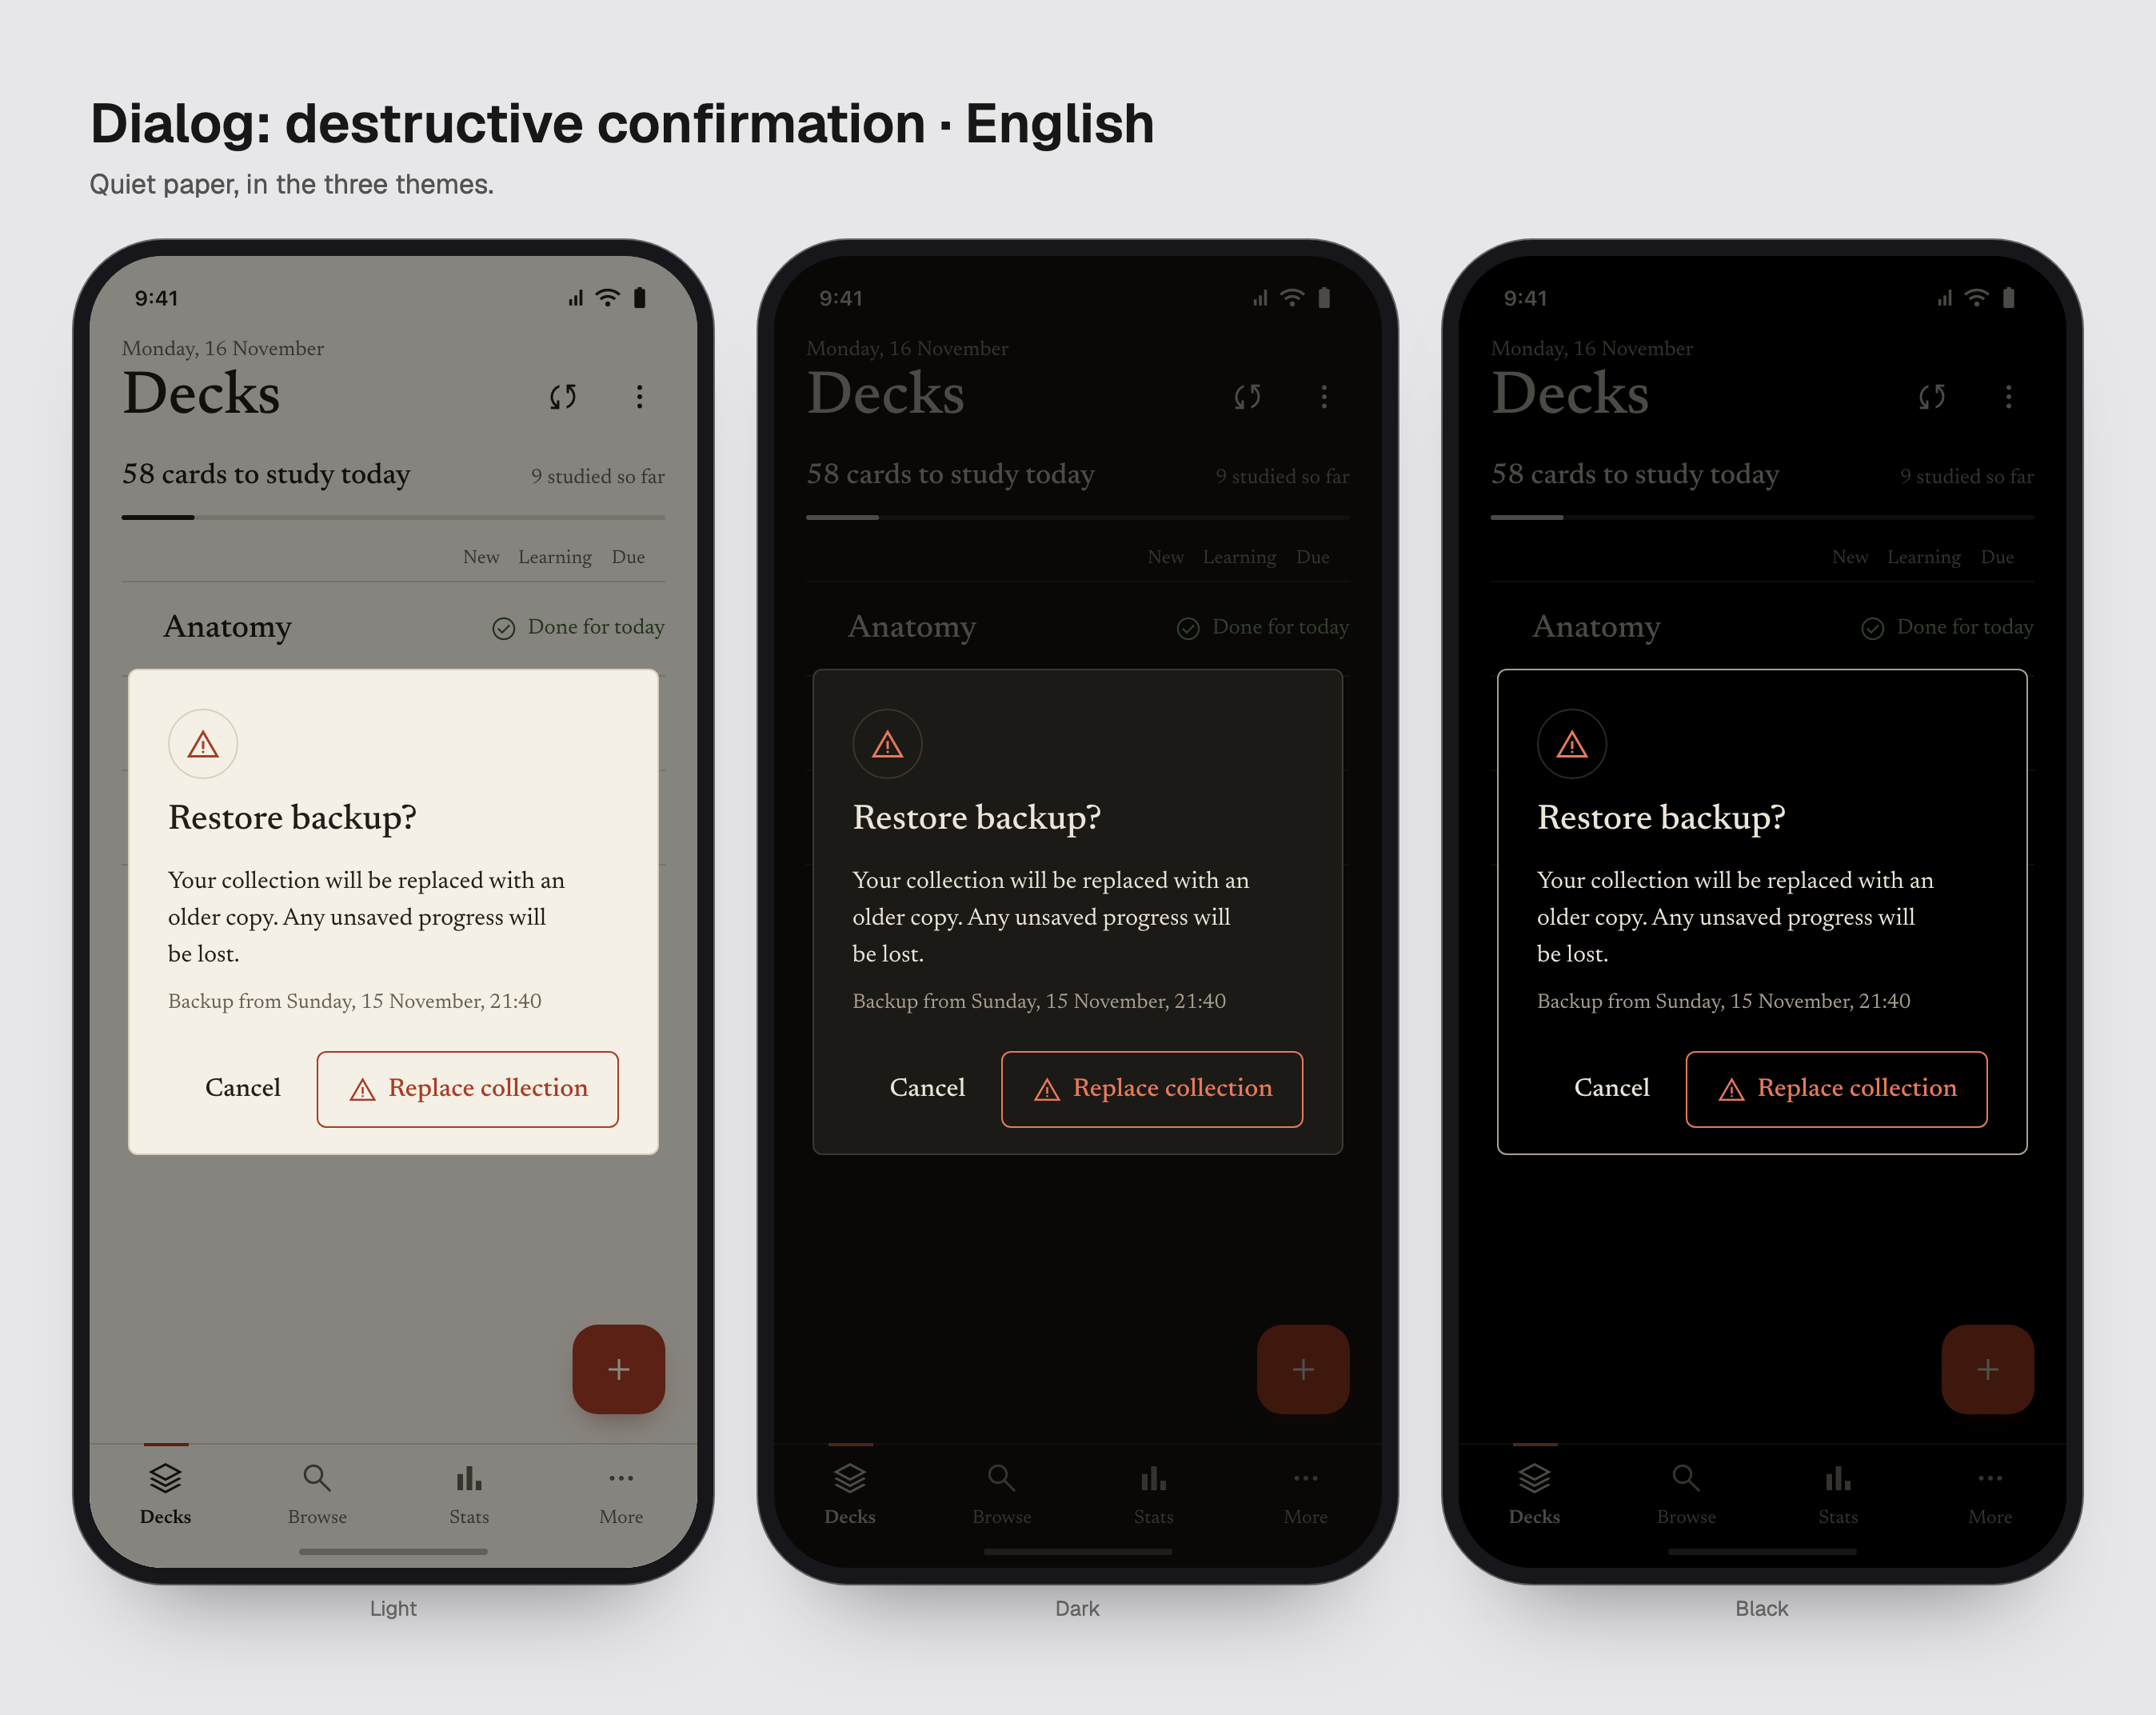 Dialog: destructive confirmation · English
Quiet paper, in the three themes.
9:41
Monday, 16 November
Decks
58 cards to study today
9 studied so far
New Learning Due
Anatomy
Done for today
Restore backup?
Your collection will be replaced with an
older copy. Any unsaved progress will
be lost.
Backup from Sunday, 15 November, 21:40
Cancel
Replace collection
Decks
Browse
Stats
More
Light
9:41
Monday, 16 November
Decks
58 cards to study today
9 studied so far
New Learning Due
Anatomy
Done for today
Restore backup?
Your collection will be replaced with an
older copy. Any unsaved progress will
be lost.
Backup from Sunday, 15 November, 21:40
Cancel
Replace collection
Decks
Browse
Stats
More
Dark
9:41
Monday, 16 November
Decks
58 cards to study today
9 studied so far
New Learning Due
Anatomy
Done for today
Restore backup?
Your collection will be replaced with an
older copy. Any unsaved progress will
be lost.
Backup from Sunday, 15 November, 21:40
Cancel
Replace collection
Decks
Browse
Stats
More
Black